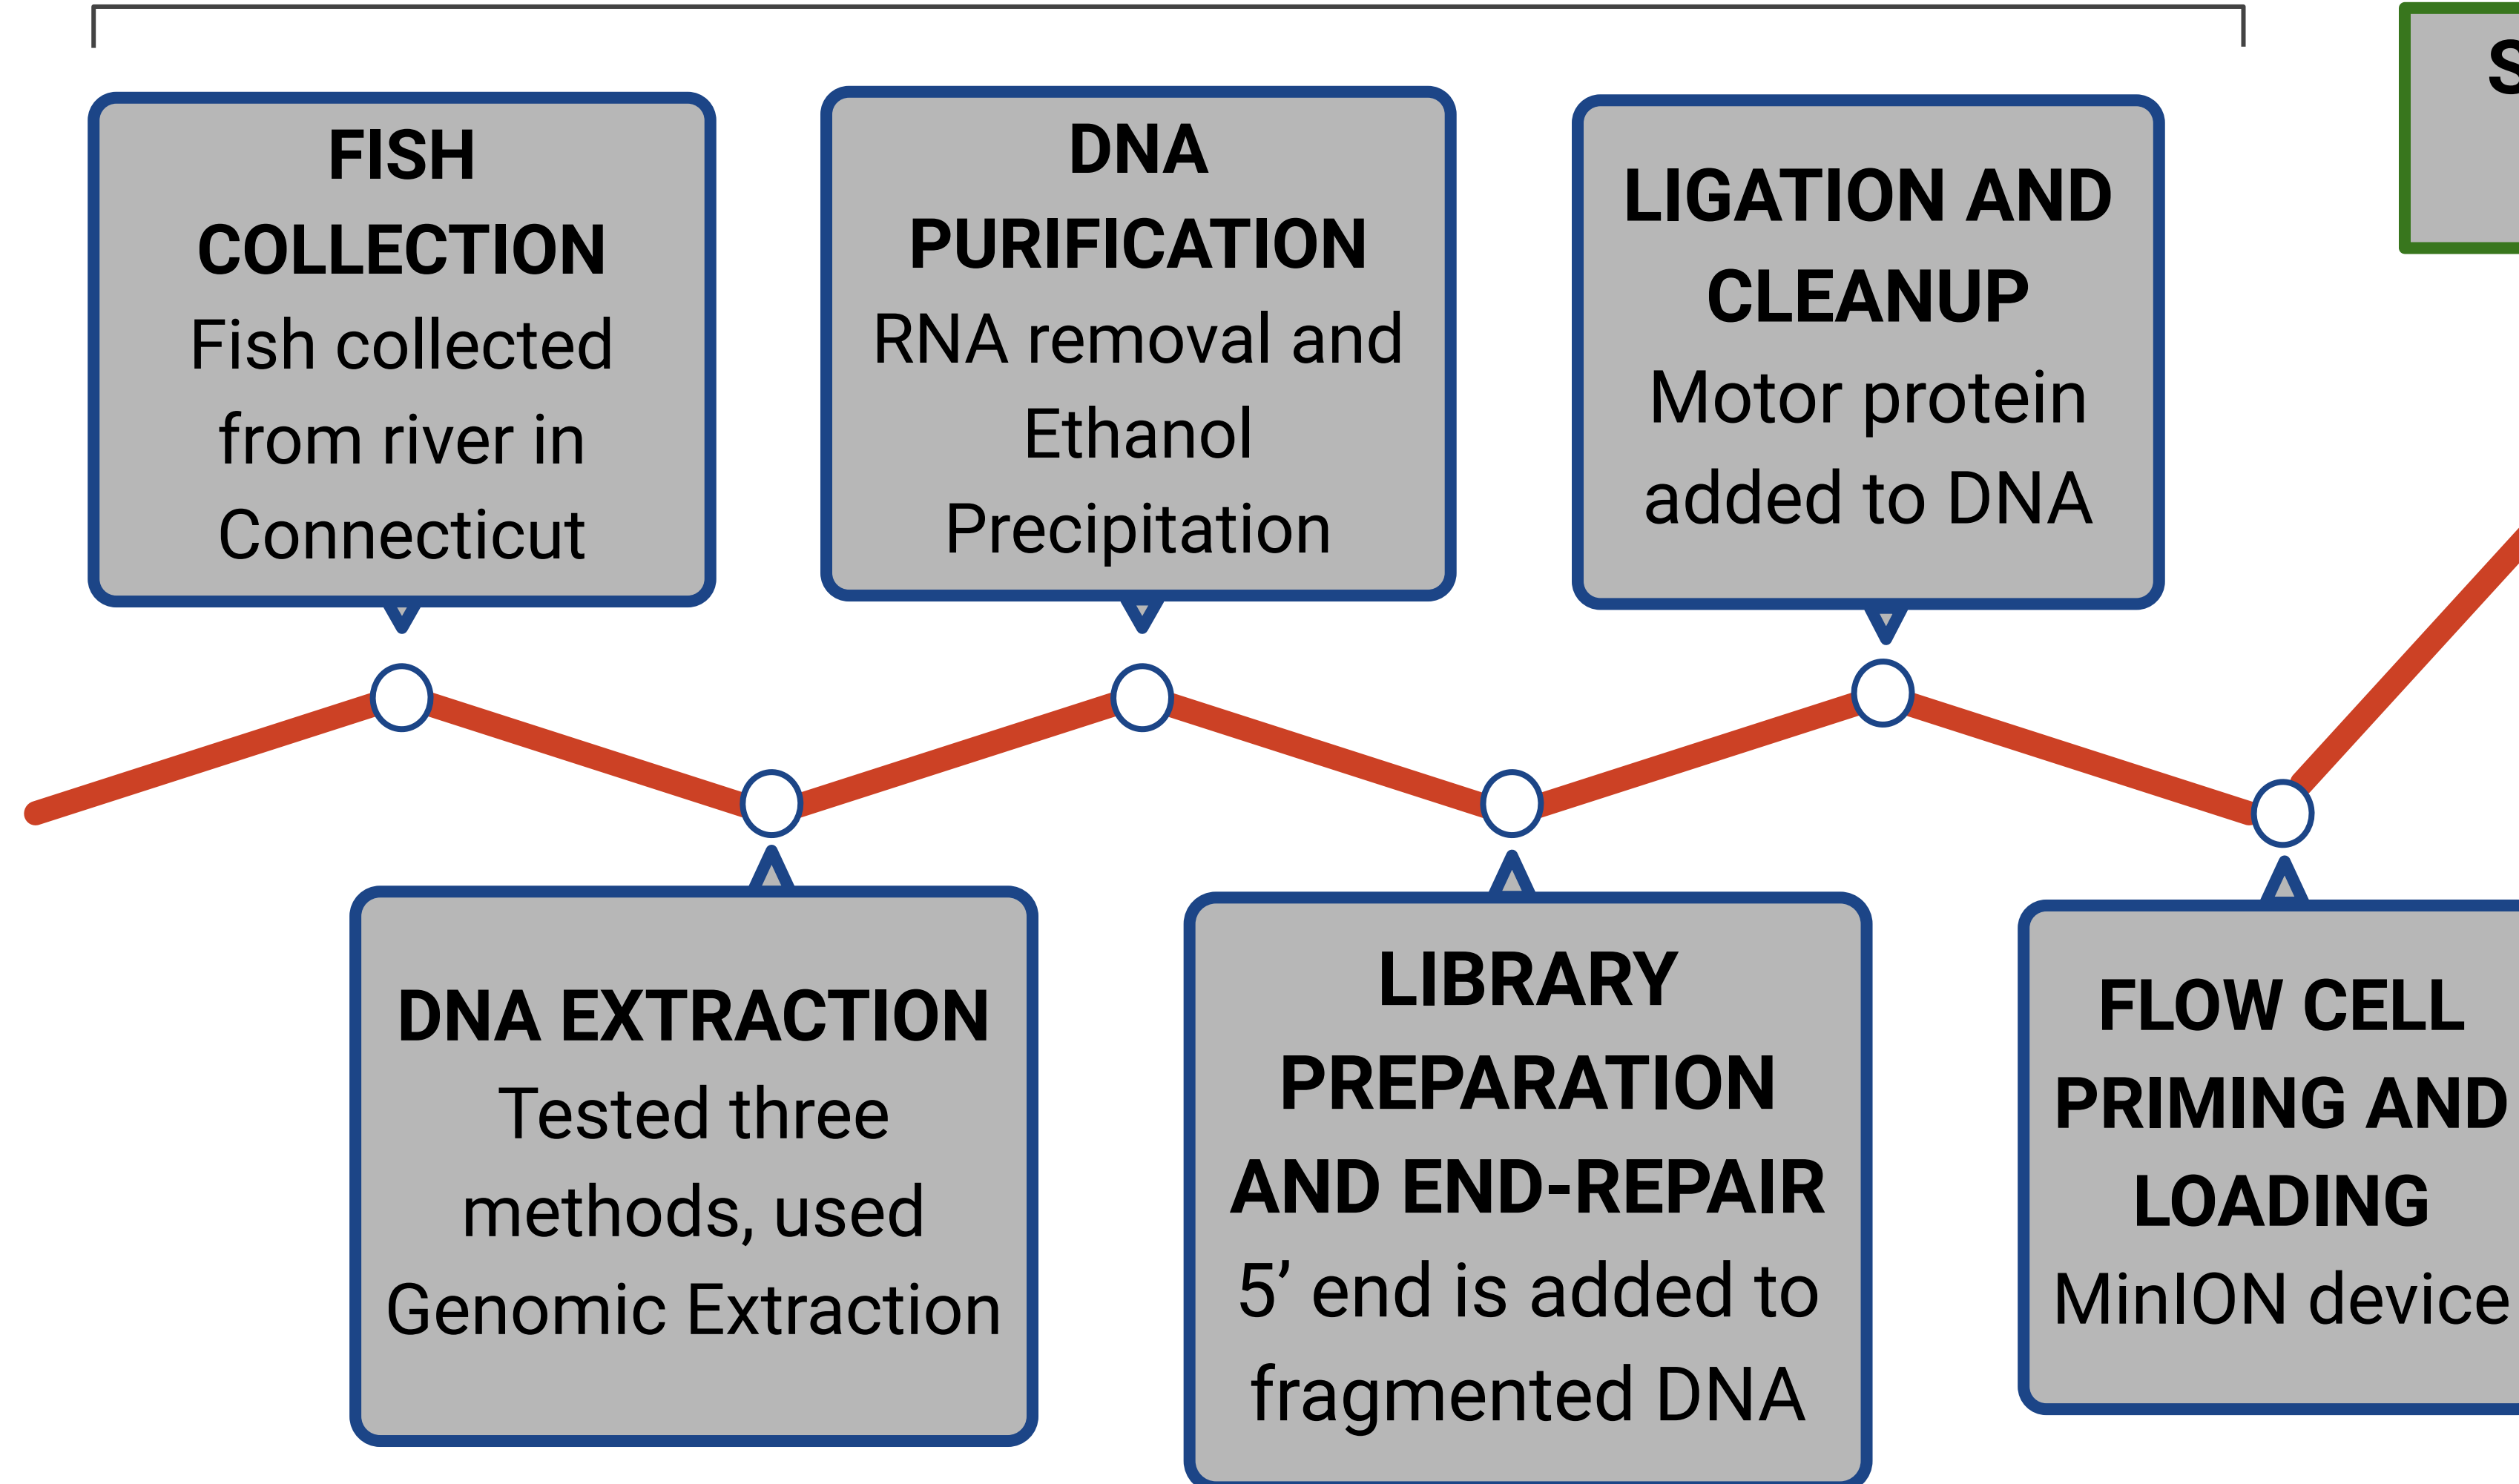 FISH
COLLECTION
Fish collected
from river in
Connecticut
DNA EXTRACTION
Tested three
methods, used
Genomic Extraction
DNA
PURIFICATION
RNA removal and
Ethanol
Precipitation
LIBRARY
PREPARATION
AND END-REPAIR
5’ end is added to
fragmented DNA
LIGATION AND
CLEANUP
Motor protein
added to DNA
FLOW CELL
PRIMING AND
LOADING
MinION device